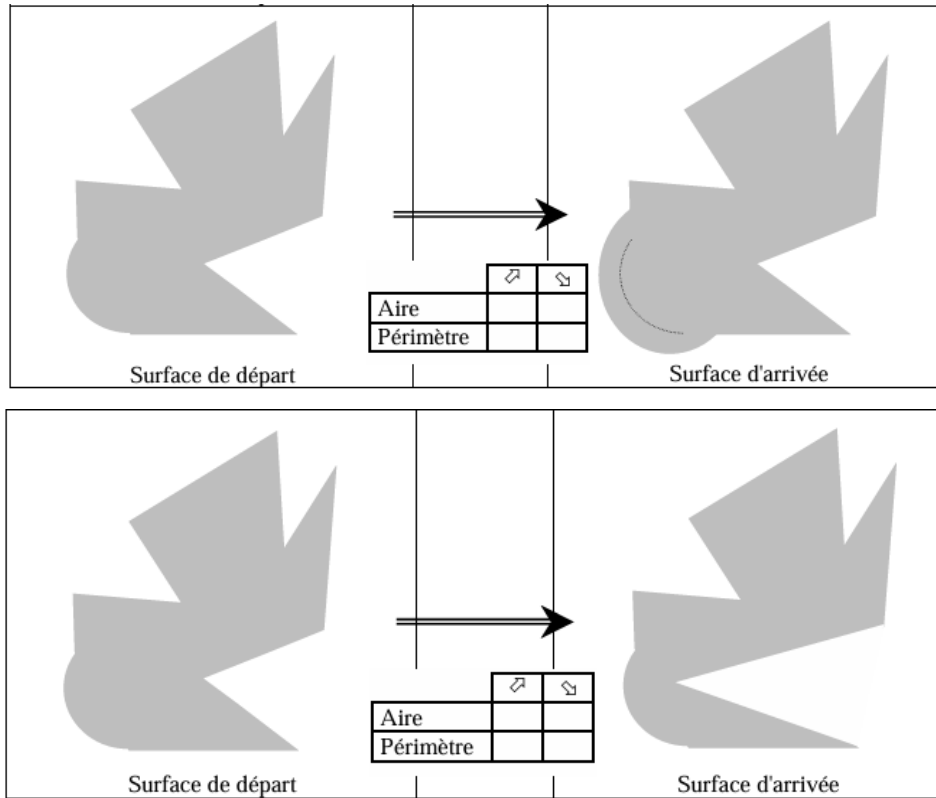 Aire
Périmètre
Surface de départ
Surface d'arrivée
Aire
Périmètre
Surface de départ
Surface d'arrivée